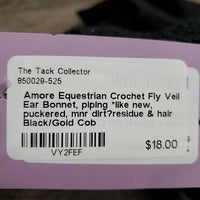 The Tack Collector
850029-525
Amore Equestrian Crochet Fly Veil
Ear Bonnet, piping *like new,
puckered, mnr dirt?residue & hair
Black/Gold Cob
VY2FEF
$18.00